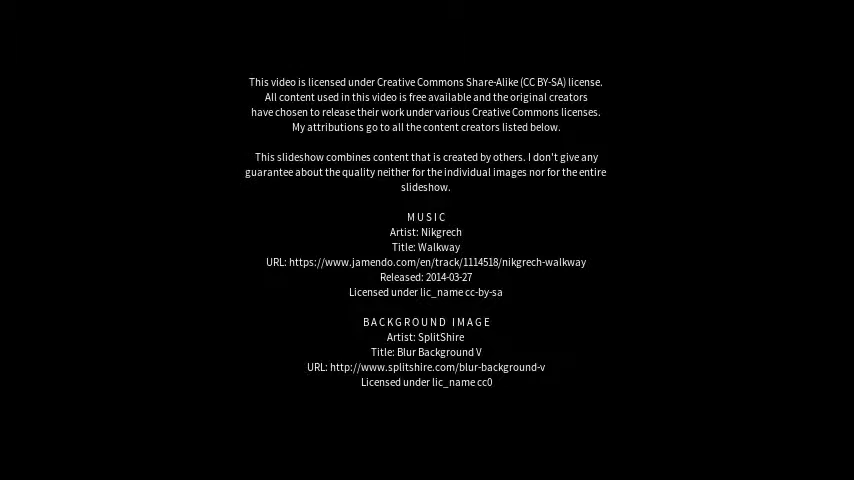 This video is licensed under Creative Commons Share-Alike (CC BY-SA) license.
All content used in this video is free available and the original creators
have chosen to release their work under various Creative Commons licenses.
My attributions go to all the content creators listed below.
This slideshow combines content that is created by others. I don't give any
guarantee about the quality neither for the individual images nor for the entire
slideshow.
MUSIC
Artist: Nikgrech
Title: Walkway
URL: https://www.jamendo.com/en/track/1114518/nikgrech-walkway
Released: 2014-03-27
Licensed under lic_name cc-by-sa
BACKGROUND IMAGE
Artist: SplitShire
Title: Blur Background V
URL: http://www.splitshire.com/blur-background-v
Licensed under lic_name cc0